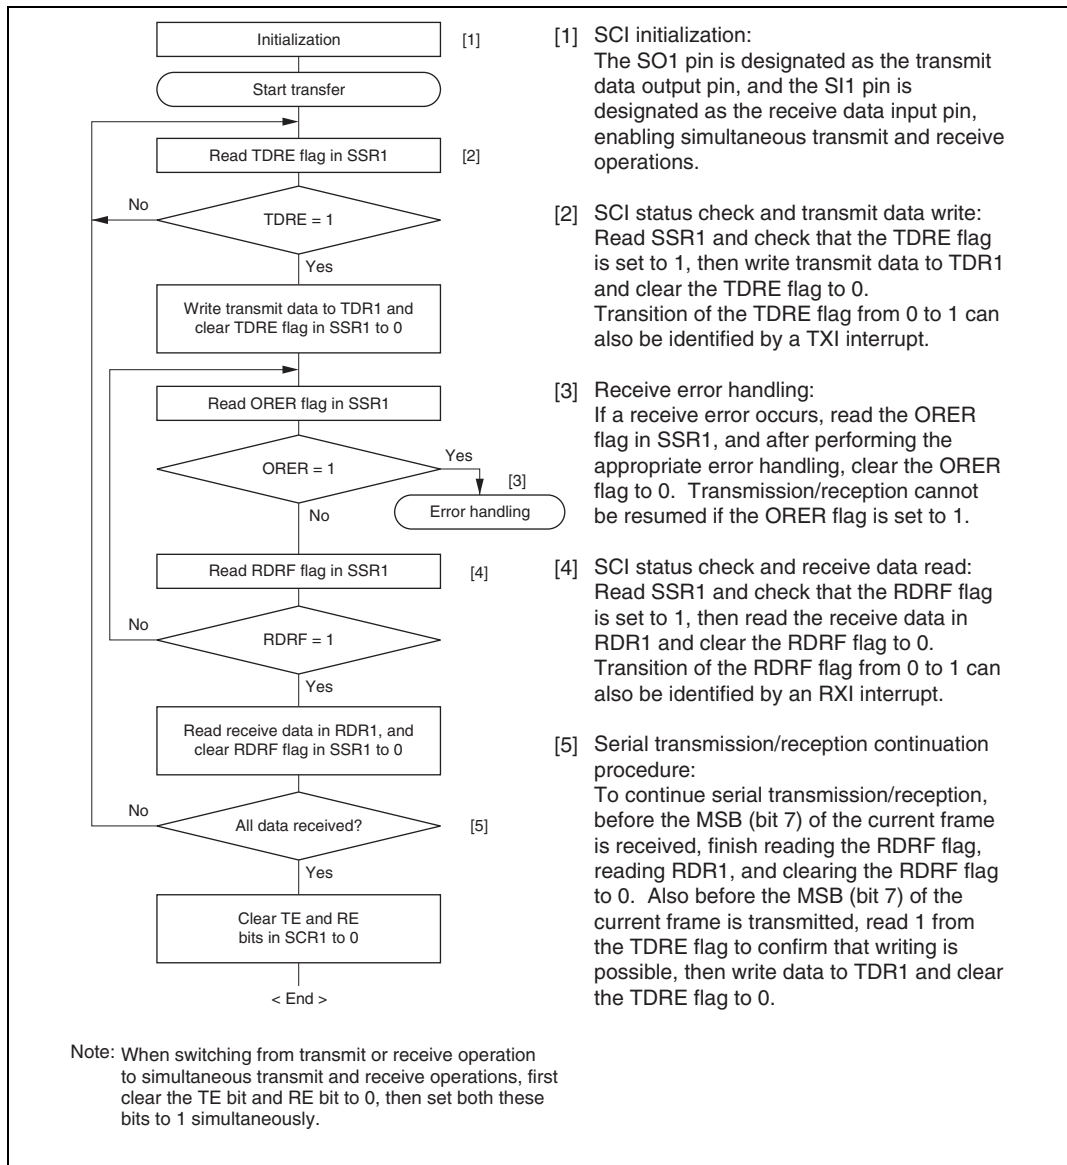 Initialization
[1]
Start transfer
Read TDRE flag in SSR1
[2]
No
TDRE = 1
Yes
Write transmit data to TDR1 and
clear TDRE flag in SSR1 to 0
Read ORER flag in SSR1
Yes
ORER = 1
[3]
Error handling
No
Read RDRF flag in SSR1
[4]
No
RDRF = 1
Yes
Read receive data in RDR1, and
clear RDRF flag in SSR1 to 0
No
All data received?
[5]
Yes
Clear TE and RE
bits in SCR1 to 0
< End >
[1] SCI initialization:
The SO1 pin is designated as the transmit
data output pin, and the SI1 pin is
designated as the receive data input pin,
enabling simultaneous transmit and receive
operations.
[2] SCI status check and transmit data write:
Read SSR1 and check that the TDRE flag
is set to 1, then write transmit data to TDR1
and clear the TDRE flag to 0.
Transition of the TDRE flag from 0 to 1 can
also be identified by a TXI interrupt.
[3] Receive error handling:
If a receive error occurs, read the ORER
flag in SSR1, and after performing the
appropriate error handling, clear the ORER
flag to 0. Transmission/reception cannot
be resumed if the ORER flag is set to 1.
[4] SCI status check and receive data read:
Read SSR1 and check that the RDRF flag
is set to 1, then read the receive data in
RDR1 and clear the RDRF flag to 0.
Transition of the RDRF flag from 0 to 1 can
also be identified by an RXI interrupt.
[5] Serial transmission/reception continuation
procedure:
To continue serial transmission/reception,
before the MSB (bit 7) of the current frame
is received, finish reading the RDRF flag,
reading RDR1, and clearing the RDRF flag
to 0. Also before the MSB (bit 7) of the
current frame is transmitted, read 1 from
the TDRE flag to confirm that writing is
possible, then write data to TDR1 and clear
the TDRE flag to 0.
Note: When switching from transmit or receive operation
to simultaneous transmit and receive operations, first
clear the TE bit and RE bit to 0, then set both these
bits to 1 simultaneously.